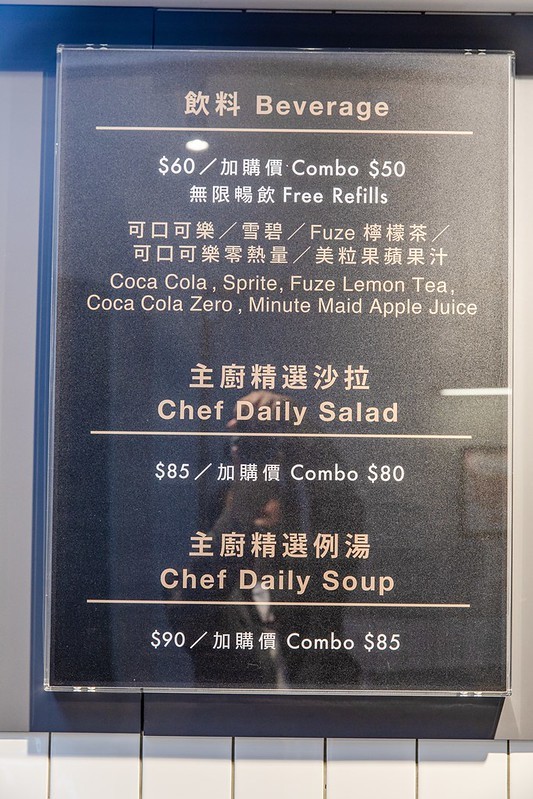 飲料 Beverage
$60／加購價 Combo $50
無限暢飲 Free Refills
可口可樂／雪碧／Fuze 檸檬茶／
可口可樂零熱量／美粒果蘋果汁
Coca Cola , Sprite, Fuze Lemon Tea,
Coca Cola Zero , Minute Maid Apple Juice
主廚精選沙拉
Chef Daily Salad
$85／加購價 Combo $80
主廚精選例湯
Chef Daily Soup
$90／加購價 Combo $85